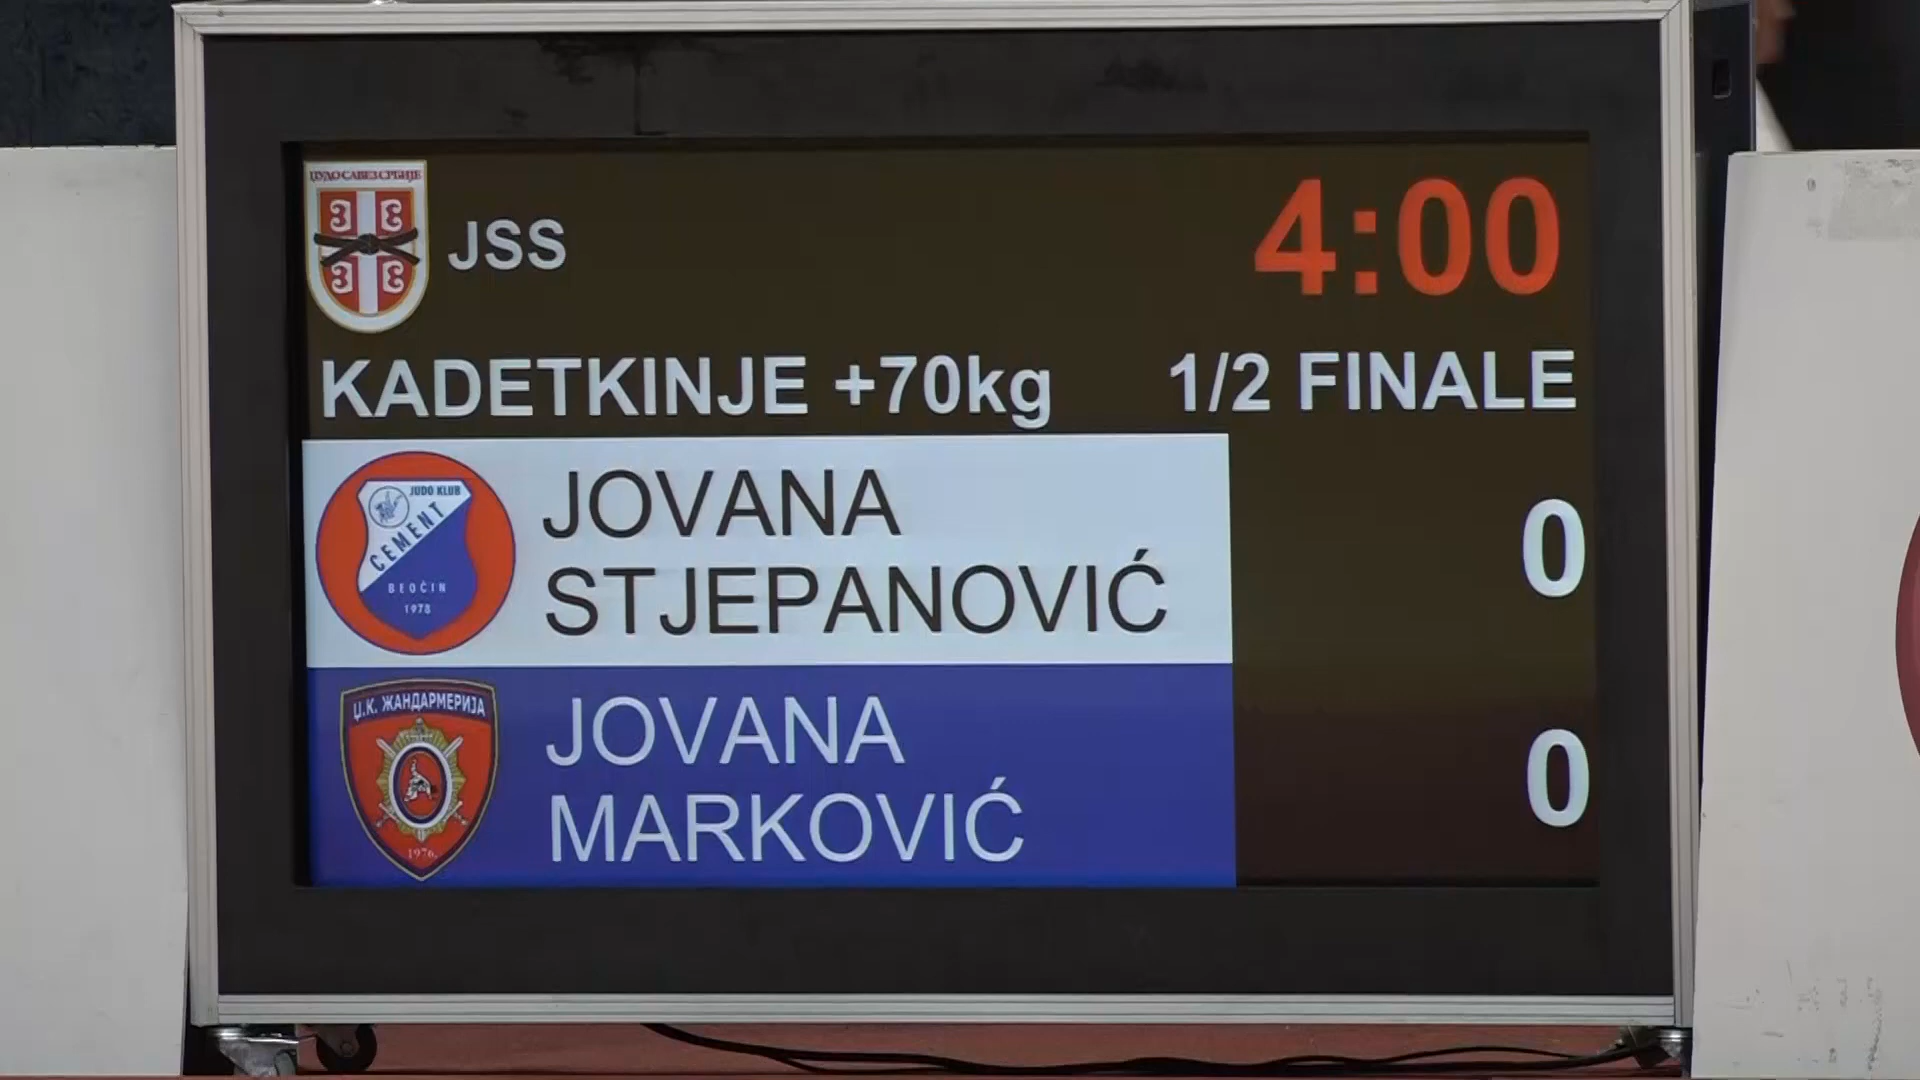 ЏУДО САВЕЗ СРБИЈЕ
JSS
4:00
KADETKINJE +70kg
1/2 FINALE
JUDO KLUB
CEMENT
BEOČIN
1978
JOVANA
STJEPANOVIĆ
0
Џ.К. ЖАНДАРМЕРИЈА
1976.
JOVANA
MARKOVIĆ
0